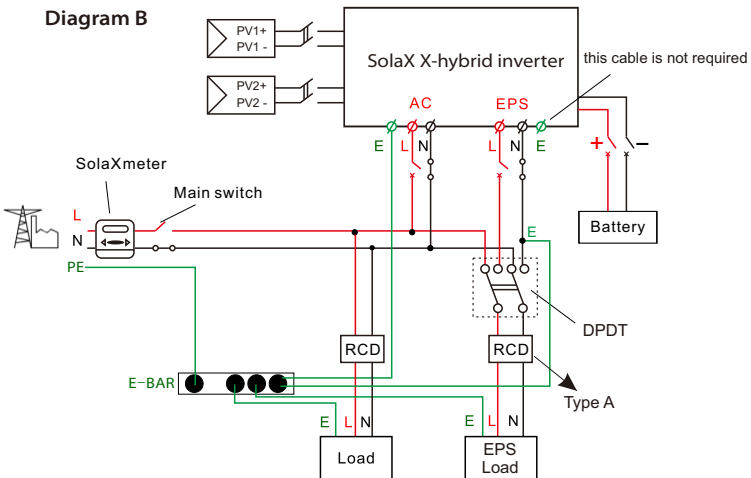 Diagram B
PV1+
PV1 -
PV2+
PV2 -
SolaX X-hybrid inverter
this cable is not required
AC
EPS
E
L
N
L
N
E
+
−
Battery
SolaXmeter
Main switch
L
N
PE
E
DPDT
RCD
RCD
Type A
E-BAR
E
L
N
E
L
N
Load
EPS
Load